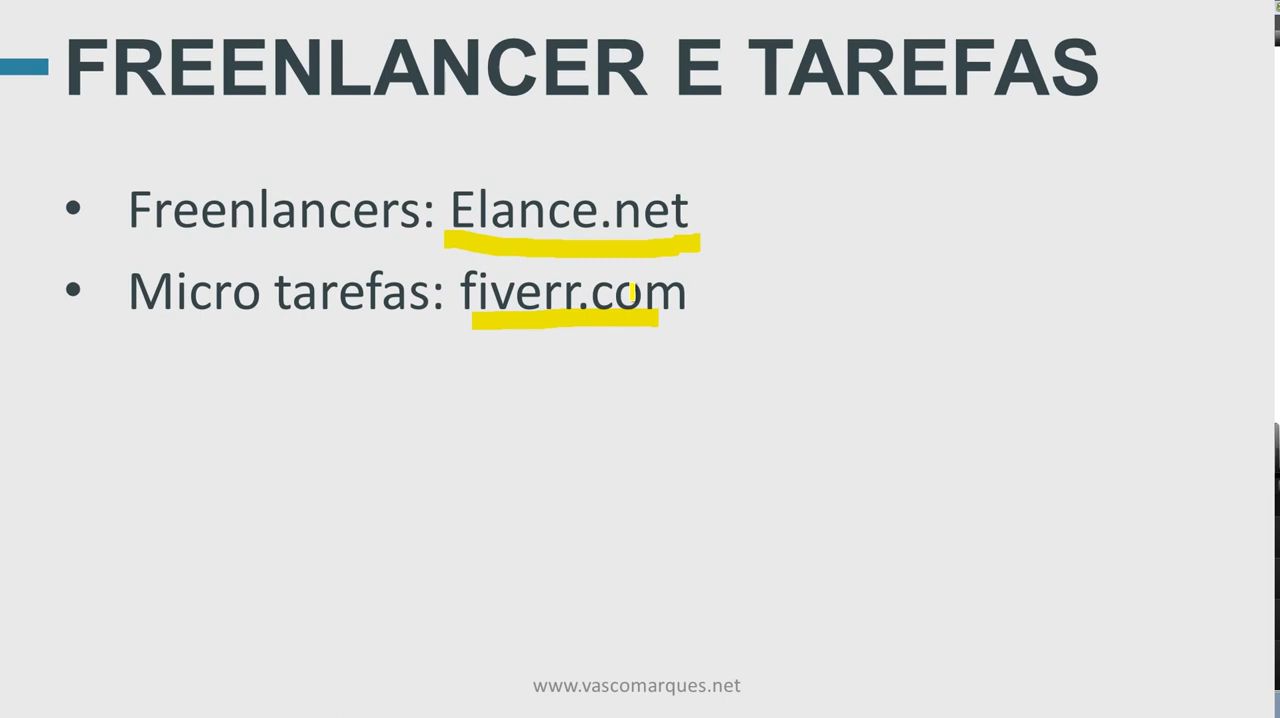 FREENLANCER E TAREFAS
• Freenlancers: Elance.net
• Micro tarefas: fiverr.com
www.vascomarques.net